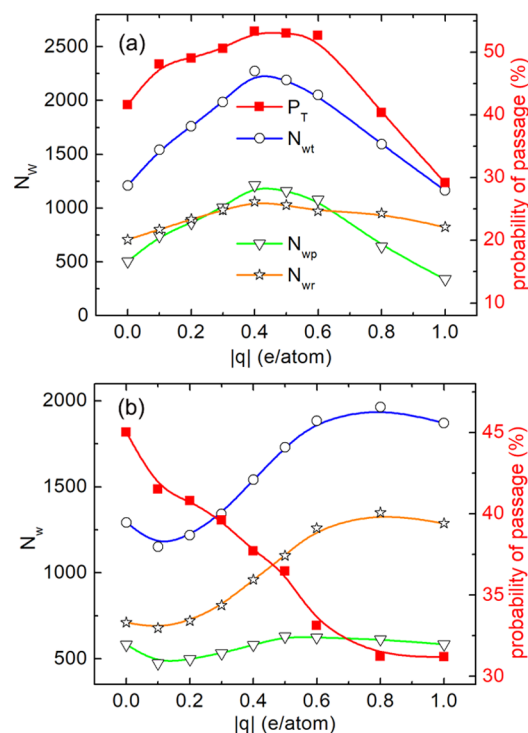 (a)
2500
2000
1500
1000
500
0
N_W
50
40
30
20
10
probability of passage (%)
P_T
N_wt
N_wp
N_wr
0.0 0.2 0.4 0.6 0.8 1.0
|q| (e/atom)
(b)
2000
1500
1000
500
N_w
45
40
35
30
probability of passage (%)
0.0 0.2 0.4 0.6 0.8 1.0
|q| (e/atom)